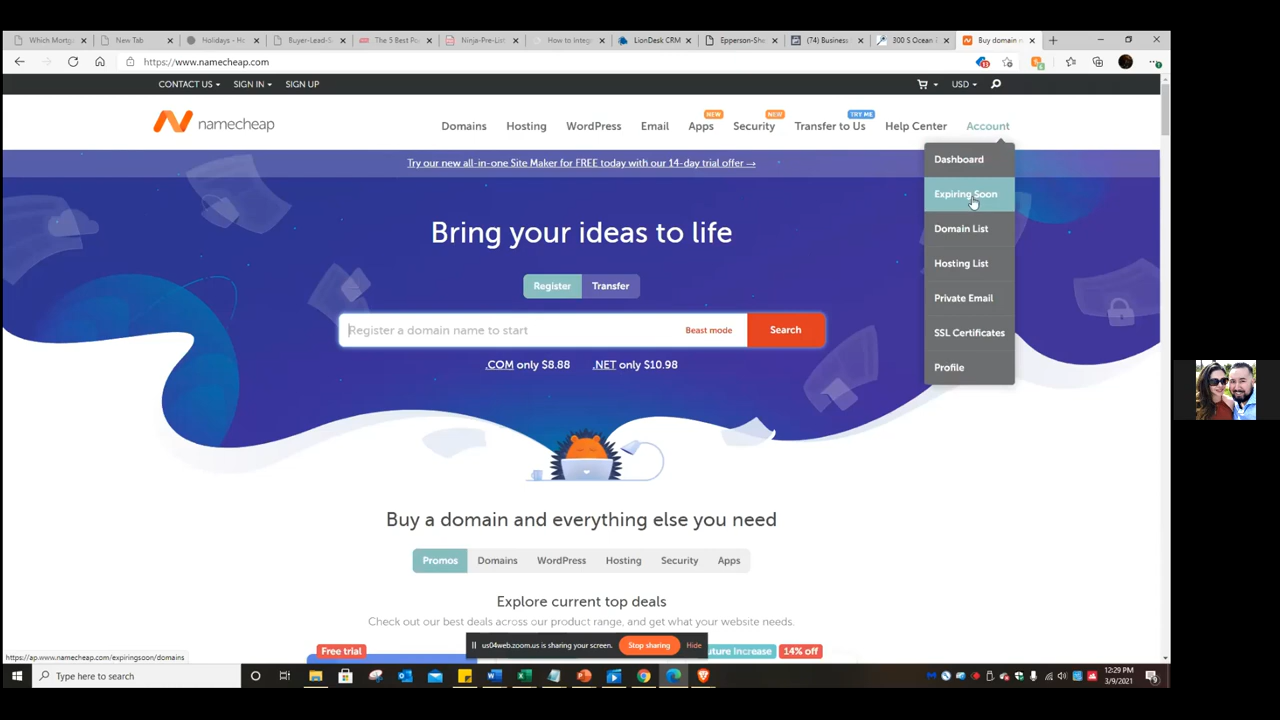 Which Mortg
New Tab
Holidays - Ho
Buyer-Lead-S
The 5 Best Po
Ninja-Pre-List
How to integ
LionDesk CRM
Epperson-She
(74) Business
300 S Ocean
Buy domain n
https://www.namecheap.com
CONTACT US SIGN IN SIGN UP
USD
NEW NEW TRY ME
namecheap
Domains Hosting WordPress Email Apps Security Transfer to Us Help Center Account
Try our new all-in-one Site Maker for FREE today with our 14-day trial offer →
Dashboard
Expiring Soon
Domain List
Hosting List
Private Email
SSL Certificates
Profile
Bring your ideas to life
Register Transfer
Register a domain name to start Beast mode Search
.COM only $8.88 .NET only $10.98
Buy a domain and everything else you need
Promos Domains WordPress Hosting Security Apps
Explore current top deals
Check out our best deals across our product range, and get what your website needs.
us04web.zoom.us is sharing your screen. Stop sharing Hide
Free trial
uture Increase 14% off
https://ap.www.namecheap.com/expiringsoon/domains
Type here to search
12:29 PM
3/9/2021